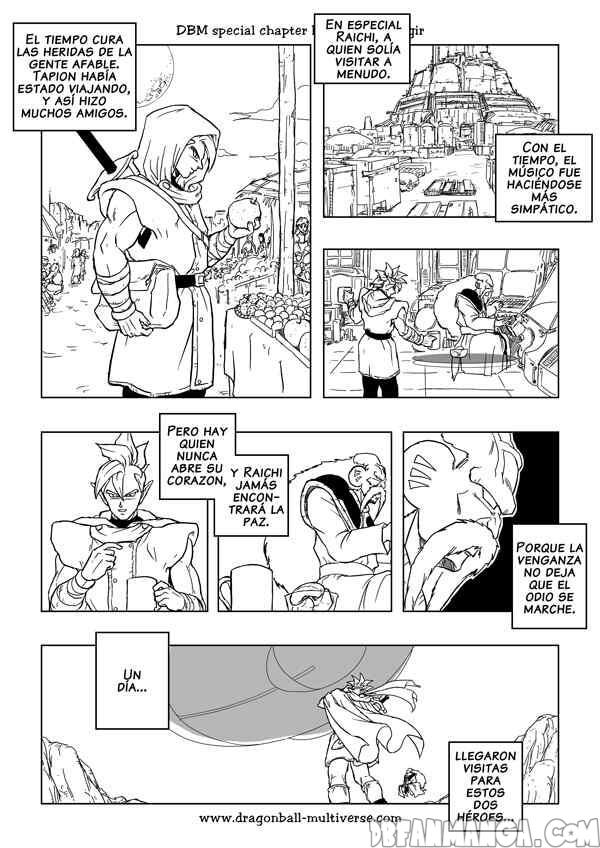 DBM special chapter
gir
EL TIEMPO CURA
LAS HERIDAS DE LA
GENTE AFABLE.
TAPION HABÍA
ESTADO VIAJANDO,
Y ASÍ HIZO
MUCHOS AMIGOS.
EN ESPECIAL
RAICHI, A
QUIEN SOLÍA
VISITAR A
MENUDO.
CON EL
TIEMPO, EL
MÚSICO FUE
HACIÉNDOSE
MÁS
SIMPÁTICO.
PERO HAY
QUIEN
NUNCA
ABRE SU
CORAZON,
Y RAICHI
JAMÁS
ENCON-
TRARÁ LA
PAZ.
PORQUE LA
VENGANZA
NO DEJA
QUE EL
ODIO SE
MARCHE.
UN
DÍA...
LLEGARON
VISITAS
PARA
ESTOS
DOS
HÉROES...
www.dragonball-multiverse.com
DBFANMANGA.COM